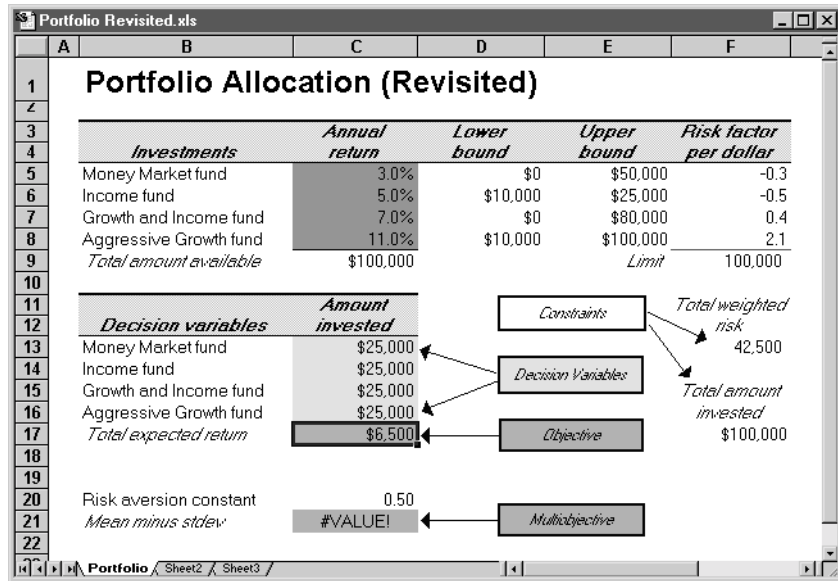 Portfolio Revisited.xls
A B C D E F
1 Portfolio Allocation (Revisited)
2
3 Annual Lower Upper Risk factor
4 Investments return bound bound per dollar
5 Money Market fund 3.0% $0 $50,000 -0.3
6 Income fund 5.0% $10,000 $25,000 -0.5
7 Growth and Income fund 7.0% $0 $80,000 0.4
8 Aggressive Growth fund 11.0% $10,000 $100,000 2.1
9 Total amount available $100,000 Limit 100,000
10
11 Amount Total weighted
12 Decision variables invested Constraints risk
13 Money Market fund $25,000 42,500
14 Income fund $25,000 Decision Variables
15 Growth and Income fund $25,000 Total amount
16 Aggressive Growth fund $25,000 invested
17 Total expected return $6,500 Objective $100,000
18
19
20 Risk aversion constant 0.50
21 Mean minus stdev #VALUE! Multiobjective
22
Portfolio Sheet2 Sheet3